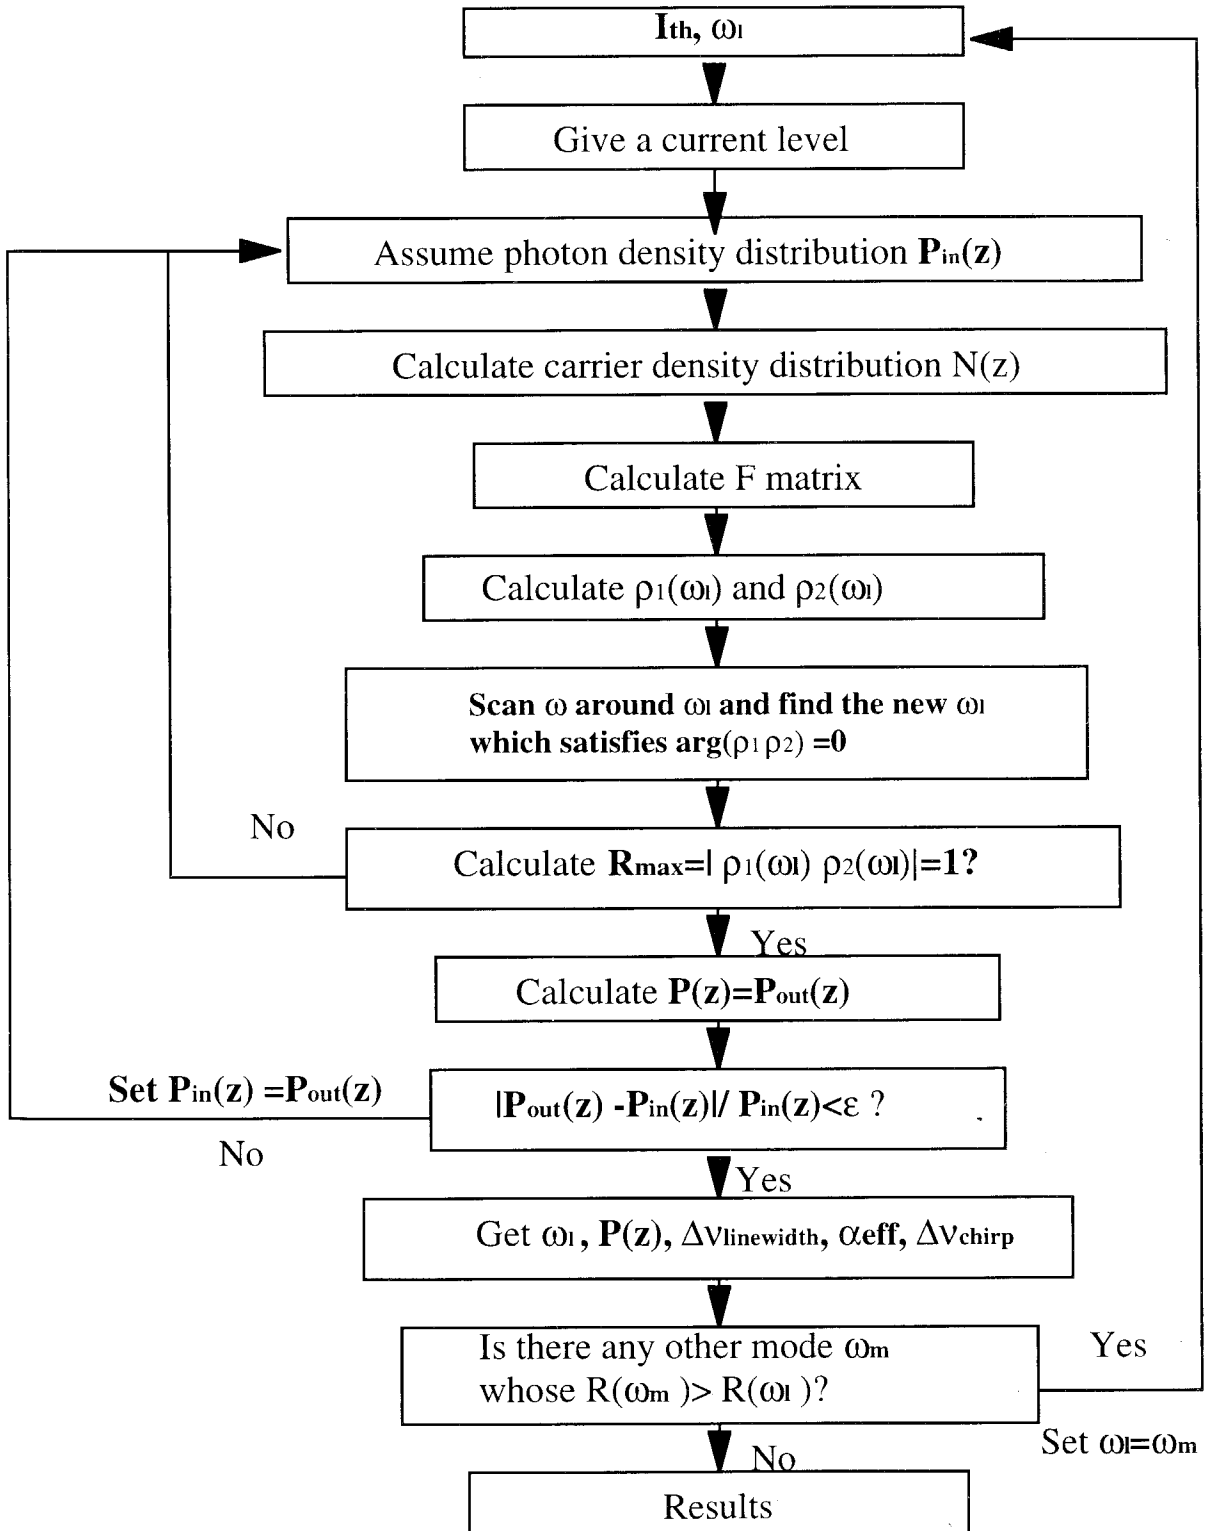 Ith, ωl
Give a current level
Assume photon density distribution Pin(z)
Calculate carrier density distribution N(z)
Calculate F matrix
Calculate ρ1(ωl) and ρ2(ωl)
Scan ω around ωl and find the new ωl
which satisfies arg(ρ1ρ2) =0
No
Calculate Rmax=| ρ1(ωl) ρ2(ωl)|=1?
Yes
Calculate P(z)=Pout(z)
Set Pin(z) =Pout(z)
|Pout(z) -Pin(z)|/ Pin(z)<ε ?
No
Yes
Get ωl, P(z), Δνlinewidth, αeff, Δνchirp
Is there any other mode ωm
whose R(ωm)> R(ωl)?
Yes
Set ωl=ωm
No
Results